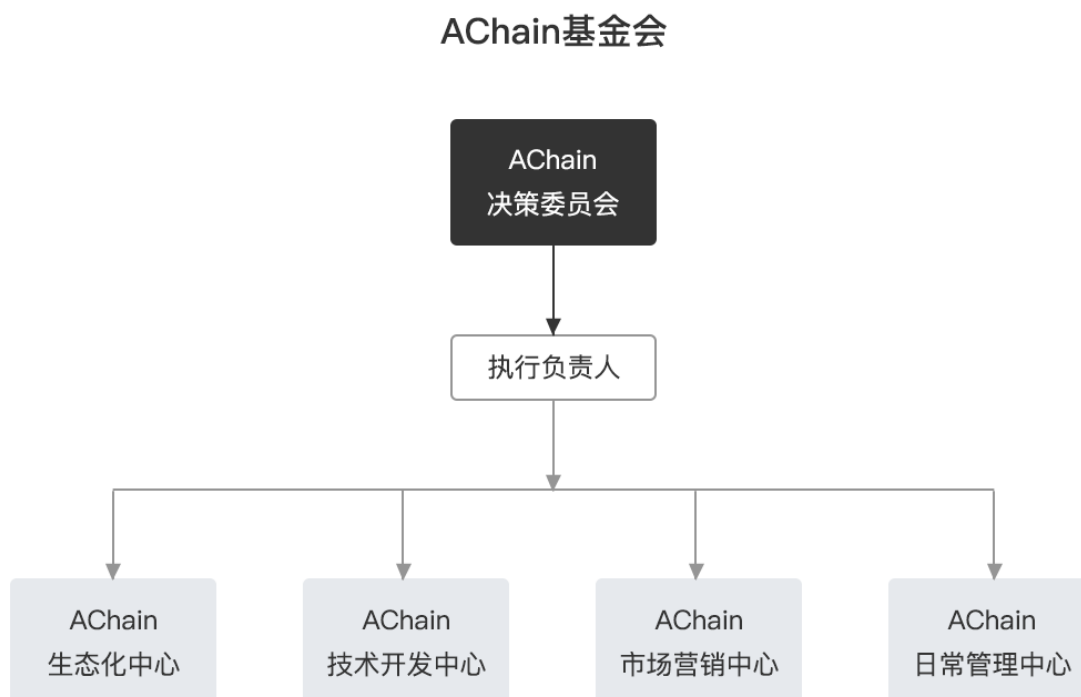 AChain基金会
AChain
决策委员会
执行负责人
AChain
生态化中心
AChain
技术开发中心
AChain
市场营销中心
AChain
日常管理中心